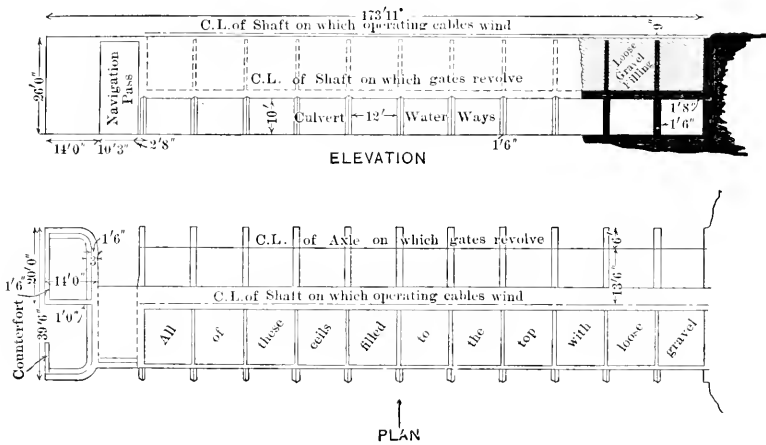 173'11"
C.L. of Shaft on which operating cables wind
9"
26'0"
Navigation Pass
C.L. of Shaft on which gates revolve
Loose Gravel Filling
10'
Culvert
12'
Water
Ways
1'8"
1'6"
14'0"
10'3"
2'8"
1'6"
ELEVATION
1'6"
C.L. of Axle on which gates revolve
6'
3'
20'0"
1'6"
14'0"
13'6"
C.L. of Shaft on which operating cables wind
1'0"
39'6"
Counterfort
All of these cells filled to the top with loose gravel
PLAN